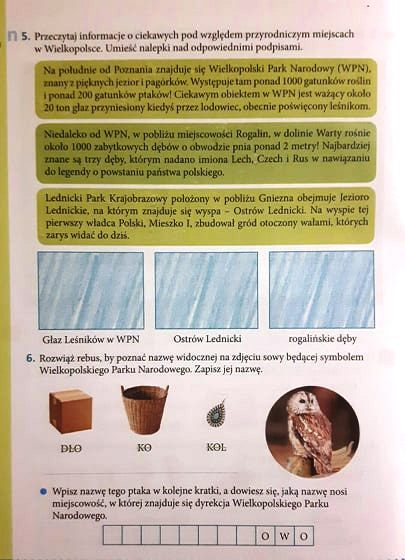 n 5. Przeczytaj informacje o ciekawych pod względem przyrodniczym miejscach
w Wielkopolsce. Umieść nalepki nad odpowiednimi podpisami.
Na południe od Poznania znajduje się Wielkopolski Park Narodowy (WPN),
znany z pięknych jezior i pagórków. Występuje tam ponad 1000 gatunków roślin
i ponad 200 gatunków ptaków! Ciekawym obiektem w WPN jest ważący około
20 ton głaz przyniesiony kiedyś przez lodowiec, obecnie poświęcony leśnikom.
Niedaleko od WPN, w pobliżu miejscowości Rogalin, w dolinie Warty rośnie
około 1000 zabytkowych dębów o obwodzie pnia ponad 2 metry! Najbardziej
znane są trzy dęby, którym nadano imiona Lech, Czech i Rus w nawiązaniu
do legendy o powstaniu państwa polskiego.
Lednicki Park Krajobrazowy położony w pobliżu Gniezna obejmuje Jezioro
Lednickie, na którym znajduje się wyspa – Ostrów Lednicki. Na wyspie tej
pierwszy władca Polski, Mieszko I, zbudował gród otoczony wałami, których
zarys widać do dziś.
Głaz Leśników w WPN Ostrów Lednicki rogalińskie dęby
6. Rozwiąż rebus, by poznać nazwę widocznej na zdjęciu sowy będącej symbolem
Wielkopolskiego Parku Narodowego. Zapisz jej nazwę.
DŁO KO KOL
• Wpisz nazwę tego ptaka w kolejne kratki, a dowiesz się, jaką nazwę nosi
miejscowość, w której znajduje się dyrekcja Wielkopolskiego Parku
Narodowego.
O W O